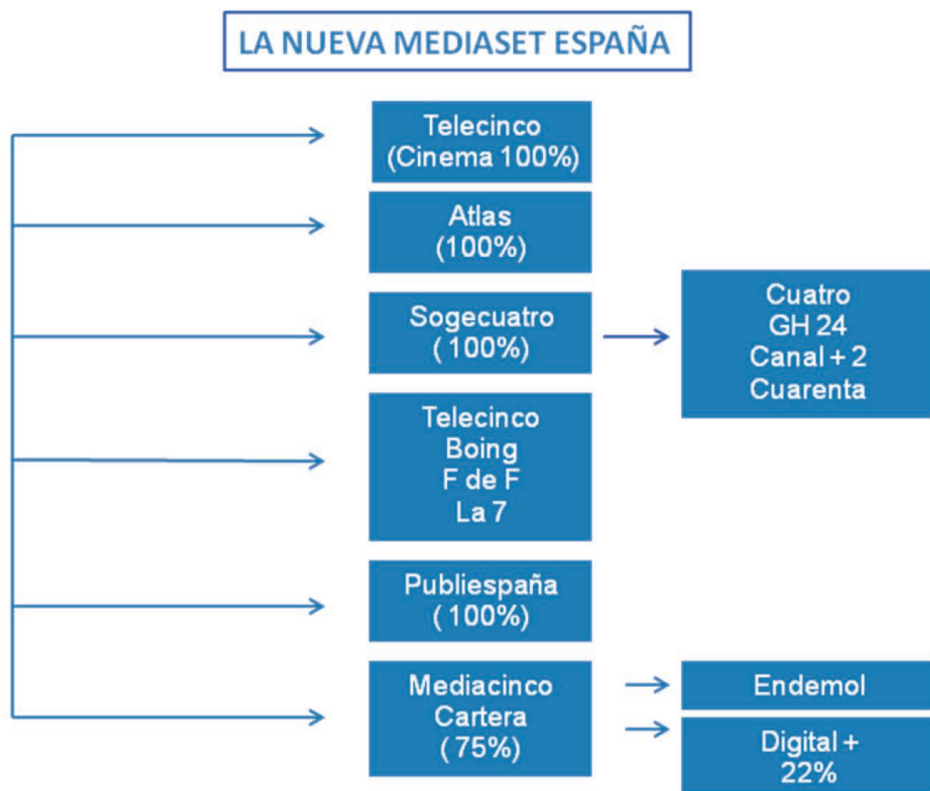 LA NUEVA MEDIASET ESPAÑA
Telecinco
(Cinema 100%)
Atlas
(100%)
Sogecuatro
( 100%)
Cuatro
GH 24
Canal + 2
Cuarenta
Telecinco
Boing
F de F
La 7
Publiespaña
( 100%)
Mediacinco
Cartera
( 75%)
Endemol
Digital +
22%